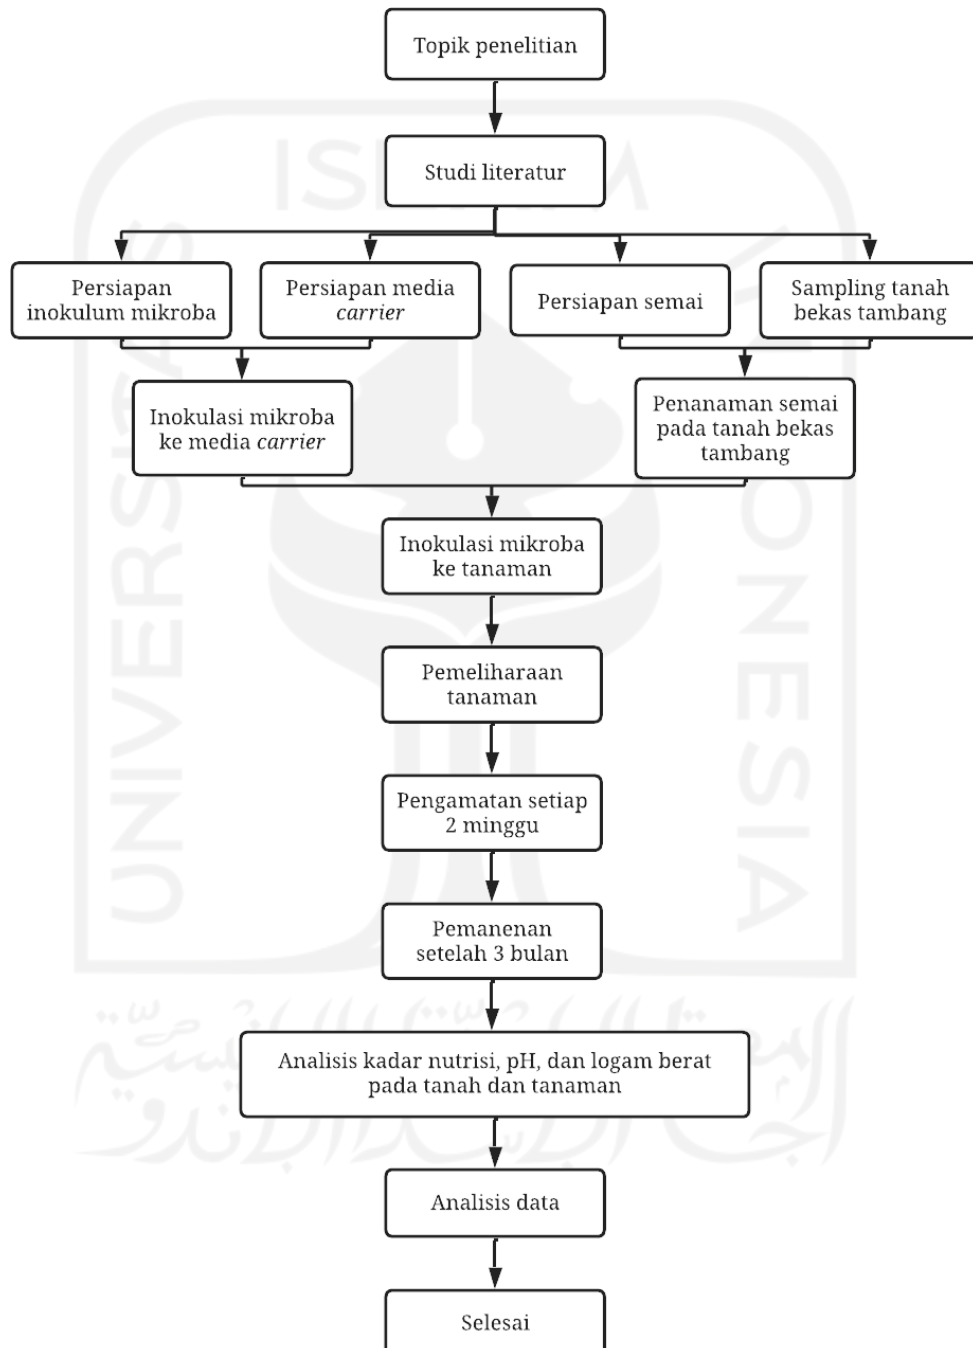 Topik penelitian
Studi literatur
Persiapan
inokulum mikroba
Persiapan media
carrier
Persiapan semai
Sampling tanah
bekas tambang
Inokulasi mikroba
ke media carrier
Penanaman semai
pada tanah bekas
tambang
Inokulasi mikroba
ke tanaman
Pemeliharaan
tanaman
Pengamatan setiap
2 minggu
Pemanenan
setelah 3 bulan
Analisis kadar nutrisi, pH, dan logam berat
pada tanah dan tanaman
Analisis data
Selesai
UNIVERSITAS